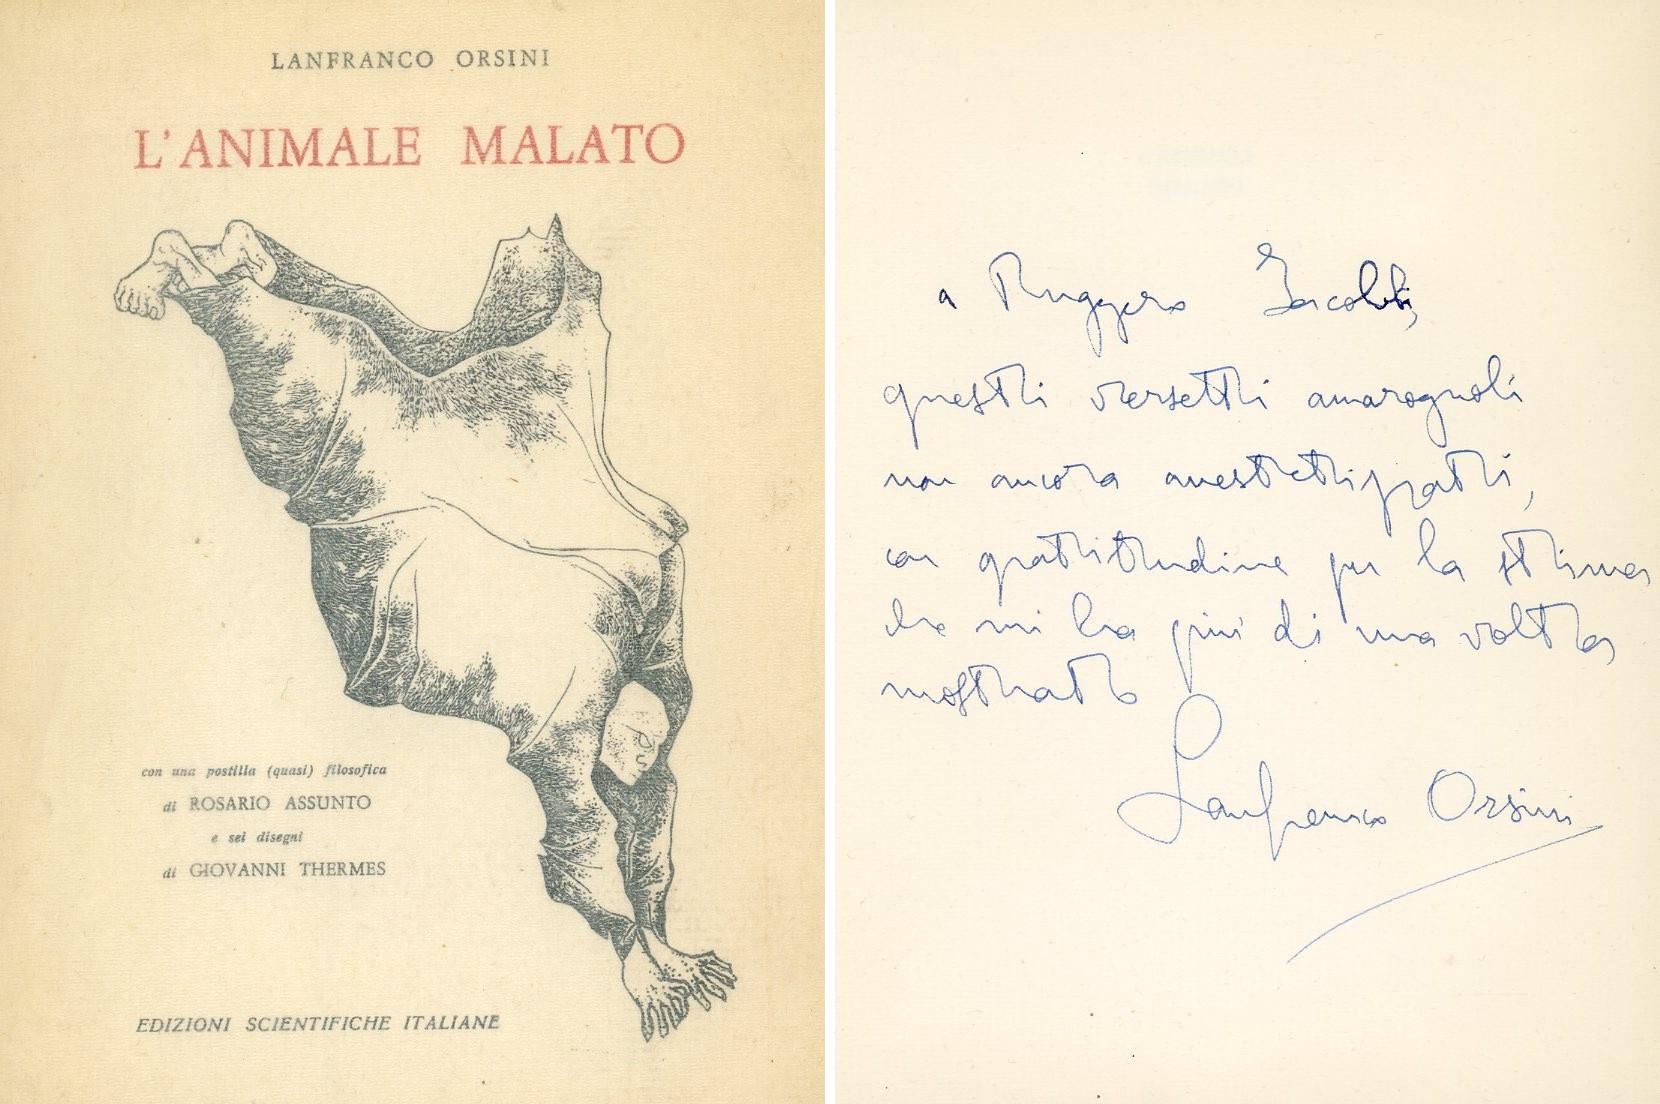 LANFRANCO ORSINI
L'ANIMALE MALATO
con una postilla (quasi) filosofica
di ROSARIO ASSUNTO
e sei disegni
di GIOVANNI THERMES
EDIZIONI SCIENTIFICHE ITALIANE
a Ruggero Jacobbi,
questi versetti amarognoli
non ancora anestetizzati,
con gratitudine per la stima
che mi ha più di una volta
mostrato
Lanfranco Orsini